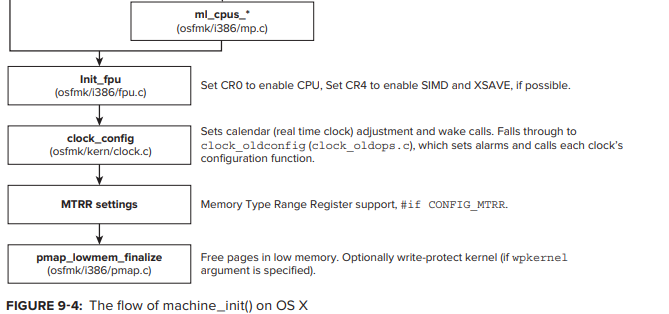 ml_cpus_*
(osfmk/i386/mp.c)
Init_fpu
(osfmk/i386/fpu.c)
Set CR0 to enable CPU, Set CR4 to enable SIMD and XSAVE, if possible.
clock_config
(osfmk/kern/clock.c)
Sets calendar (real time clock) adjustment and wake calls. Falls through to
clock_oldconfig (clock_oldops.c), which sets alarms and calls each clock's
configuration function.
MTRR settings
Memory Type Range Register support, #if CONFIG_MTRR.
pmap_lowmem_finalize
(osfmk/i386/pmap.c)
Free pages in low memory. Optionally write-protect kernel (if wpkernel
argument is specified).
FIGURE 9-4: The flow of machine_init() on OS X